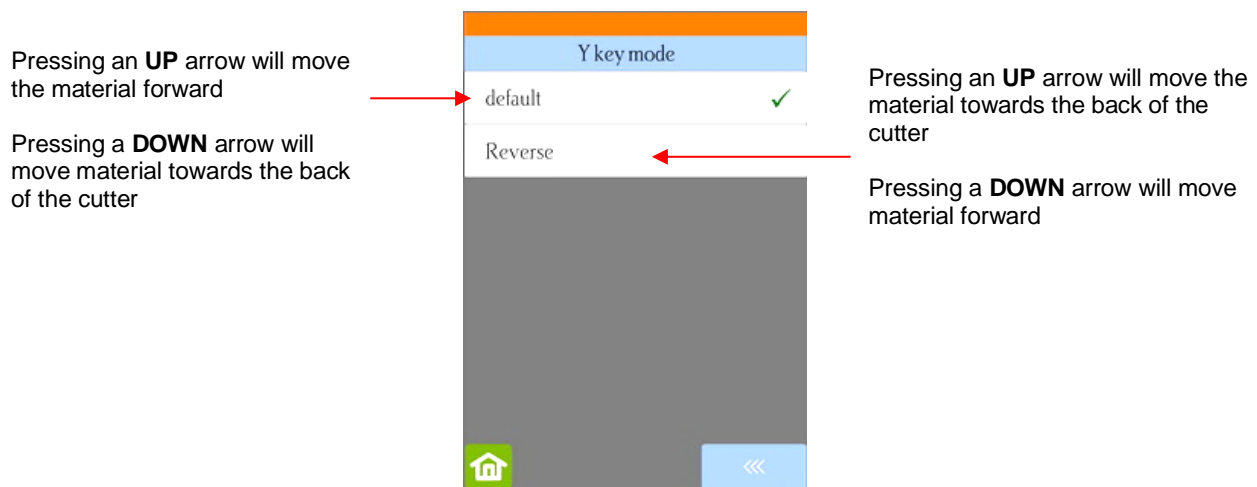 Pressing an UP arrow will move
the material forward
Pressing a DOWN arrow will
move material towards the back
of the cutter
Y key mode
default
Reverse
Pressing an UP arrow will move the
material towards the back of the
cutter
Pressing a DOWN arrow will move
material forward